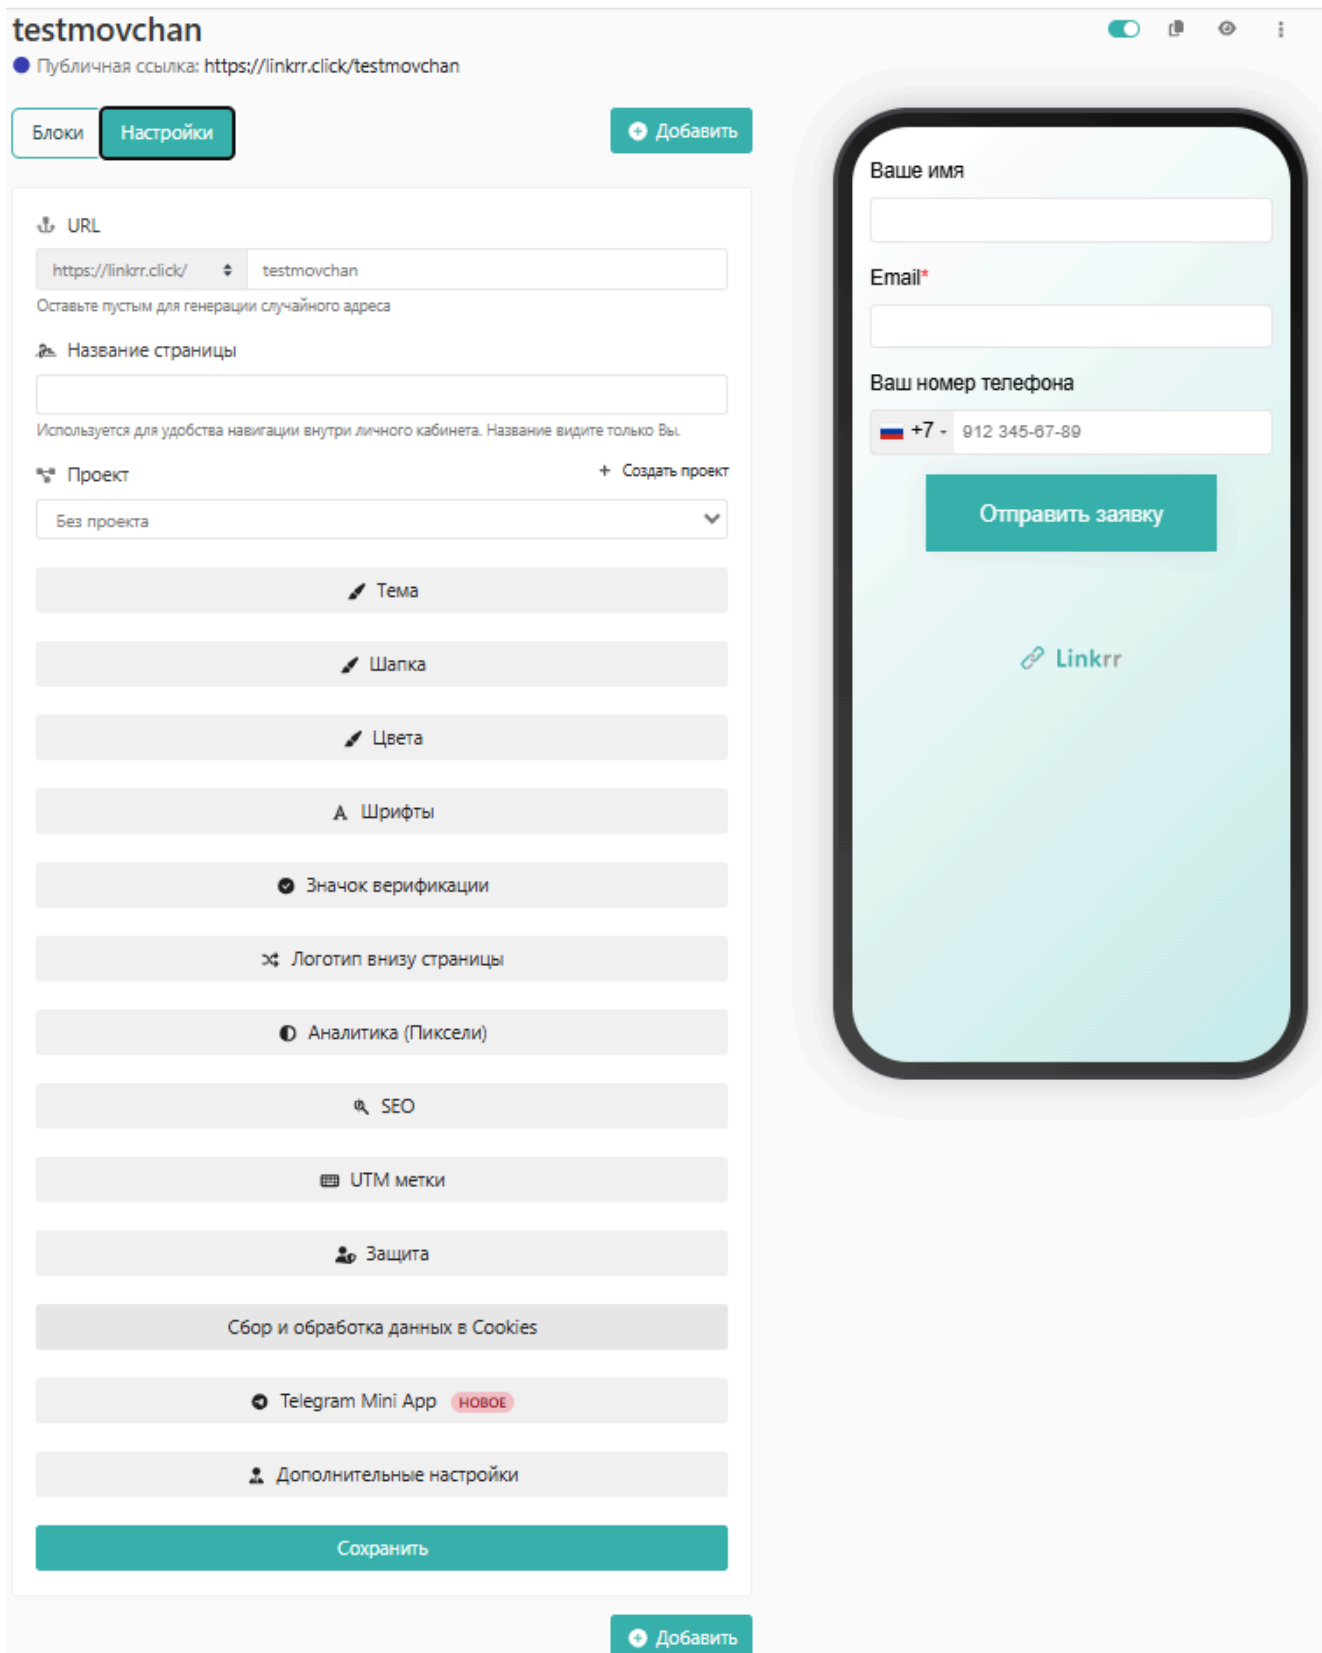 testmovchan
Публичная ссылка: https://linkrr.click/testmovchan
Блоки
Настройки
Добавить
URL
https://linkrr.click/
testmovchan
Оставьте пустым для генерации случайного адреса
Название страницы
Используется для удобства навигации внутри личного кабинета. Название видите только Вы.
Проект
+ Создать проект
Без проекта
Тема
Шапка
Цвета
Шрифты
Значок верификации
Логотип внизу страницы
Аналитика (Пиксели)
SEO
UTM метки
Защита
Сбор и обработка данных в Cookies
Telegram Mini App НОВОЕ
Дополнительные настройки
Сохранить
Добавить
Ваше имя
Email*
Ваш номер телефона
+7
912 345-67-89
Отправить заявку
Linkrr